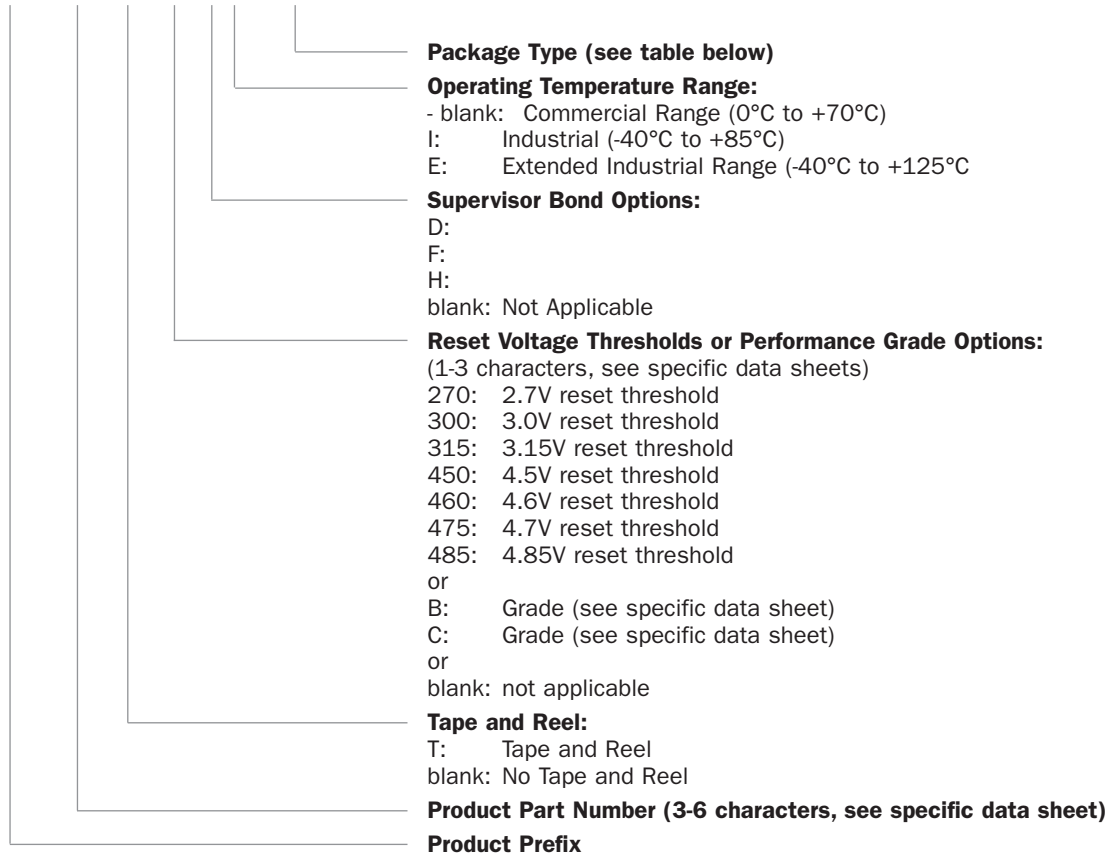 Package Type (see table below)
Operating Temperature Range:
- blank: Commercial Range (0°C to +70°C)
I: Industrial (-40°C to +85°C)
E: Extended Industrial Range (-40°C to +125°C
Supervisor Bond Options:
D:
F:
H:
blank: Not Applicable
Reset Voltage Thresholds or Performance Grade Options:
(1-3 characters, see specific data sheets)
270: 2.7V reset threshold
300: 3.0V reset threshold
315: 3.15V reset threshold
450: 4.5V reset threshold
460: 4.6V reset threshold
475: 4.7V reset threshold
485: 4.85V reset threshold
or
B: Grade (see specific data sheet)
C: Grade (see specific data sheet)
or
blank: not applicable
Tape and Reel:
T: Tape and Reel
blank: No Tape and Reel
Product Part Number (3-6 characters, see specific data sheet)
Product Prefix